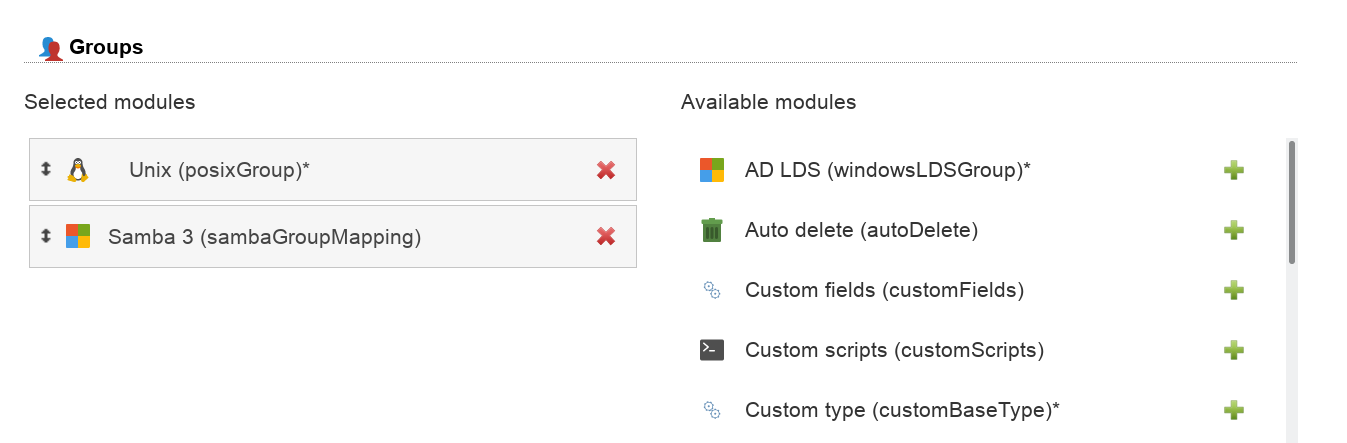 Groups
Selected modules
Available modules
Unix (posixGroup)*
Samba 3 (sambaGroupMapping)
AD LDS (windowsLDSGroup)*
Auto delete (autoDelete)
Custom fields (customFields)
Custom scripts (customScripts)
Custom type (customBaseType)*